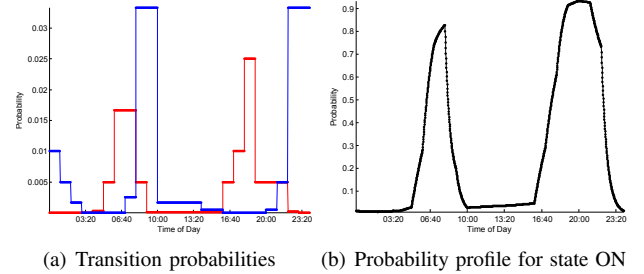 0.03
0.025
0.02
0.015
0.01
0.005
Probability
03:20 06:40 10:00 13:20 16:40 20:00 23:20
Time of Day
(a) Transition probabilities
0.9
0.8
0.7
0.6
0.5
0.4
0.3
0.2
0.1
Probability
03:20 06:40 10:00 13:20 16:40 20:00 23:20
Time of Day
(b) Probability profile for state ON